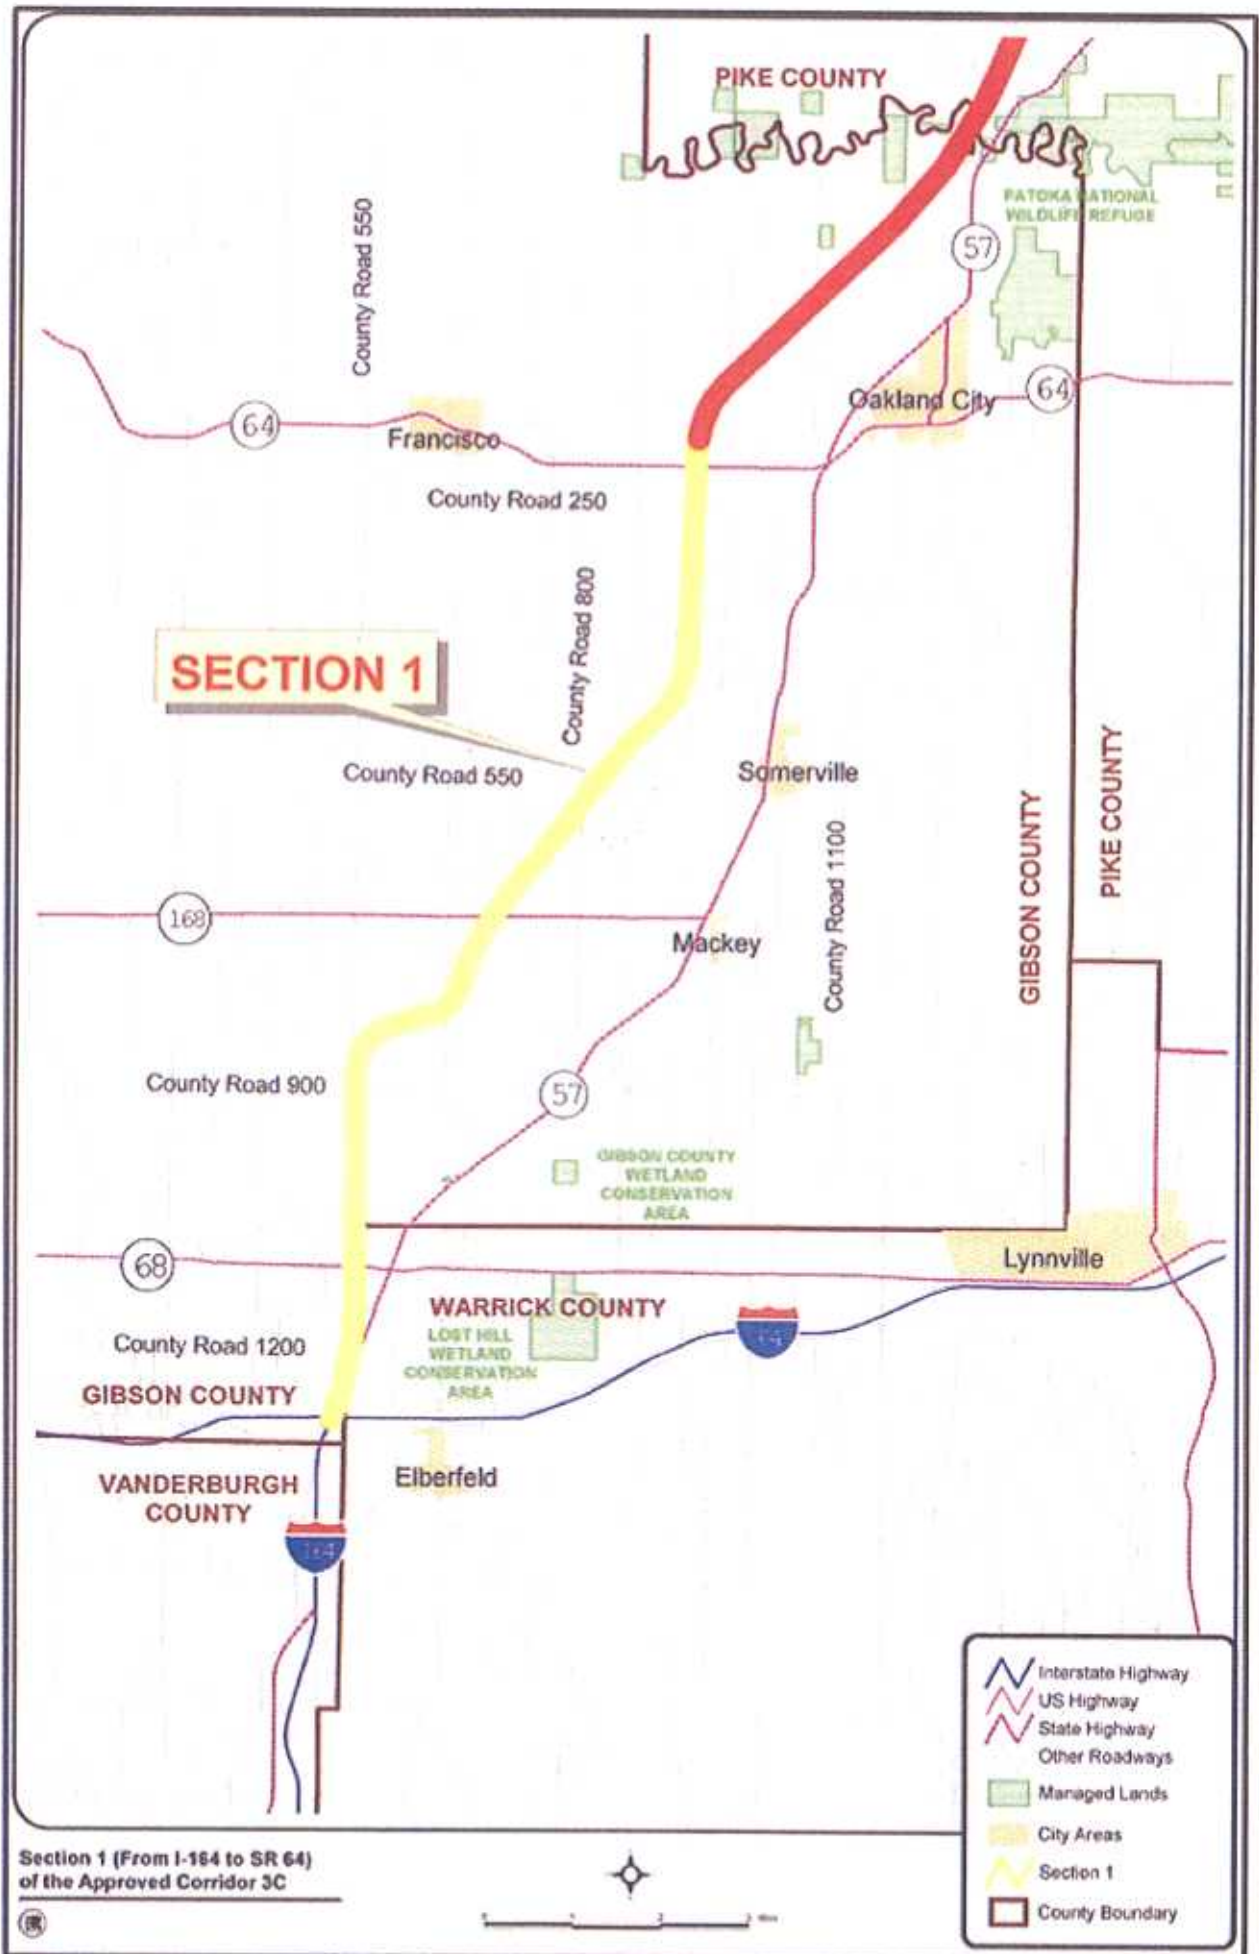 PIKE COUNTY
County Road 550
PATOKA NATIONAL
WILDLIFE REFUGE
57
64
Francisco
Oakland City
64
County Road 250
SECTION 1
County Road 800
County Road 550
Somerville
PIKE COUNTY
GIBSON COUNTY
County Road 1100
168
Mackey
County Road 900
57
GIBSON COUNTY
WETLAND
CONSERVATION
AREA
68
Lynnville
WARRICK COUNTY
County Road 1200
LOST HILL
WETLAND
CONSERVATION
AREA
64
GIBSON COUNTY
VANDERBURGH
COUNTY
Elberfeld
164
Interstate Highway
US Highway
State Highway
Other Roadways
Managed Lands
City Areas
Section 1
County Boundary
Section 1 (From I-164 to SR 64)
of the Approved Corridor 3C